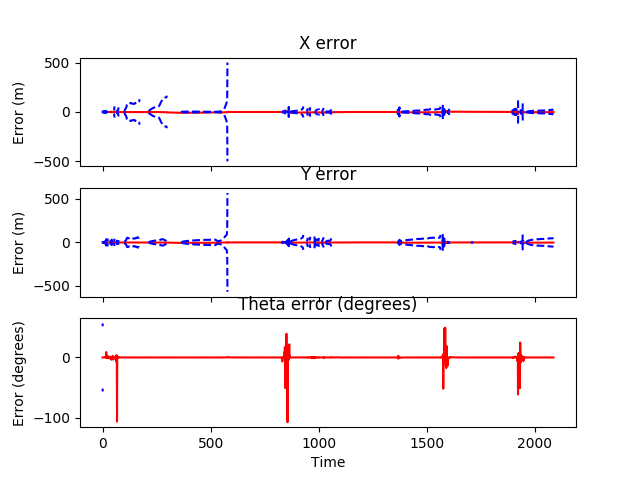 X error
Error (m)
500
0
−500
Y error
Error (m)
500
0
−500
Theta error (degrees)
Error (degrees)
0
−100
0
500
1000
1500
2000
Time